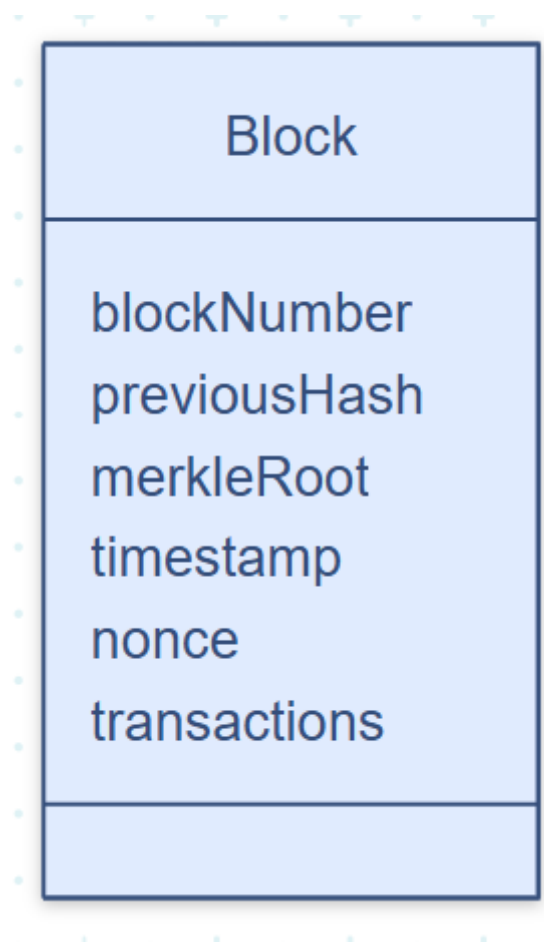 Block
blockNumber
previousHash
merkleRoot
timestamp
nonce
transactions